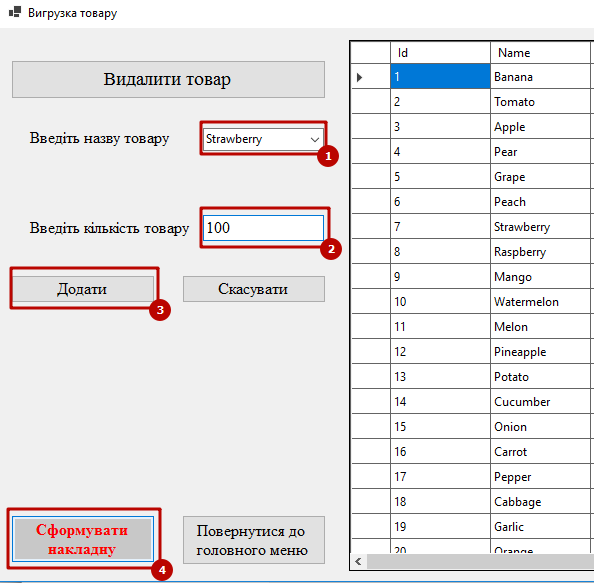 Вигрузка товару
Видалити товар
Введіть назву товару
Strawberry
1
Введіть кількість товару
100
2
Додати
3
Скасувати
Сформувати
накладну
4
Повернутися до
головного меню
Id Name
1 Banana
2 Tomato
3 Apple
4 Pear
5 Grape
6 Peach
7 Strawberry
8 Raspberry
9 Mango
10 Watermelon
11 Melon
12 Pineapple
13 Potato
14 Cucumber
15 Onion
16 Carrot
17 Pepper
18 Cabbage
19 Garlic
20 Orange